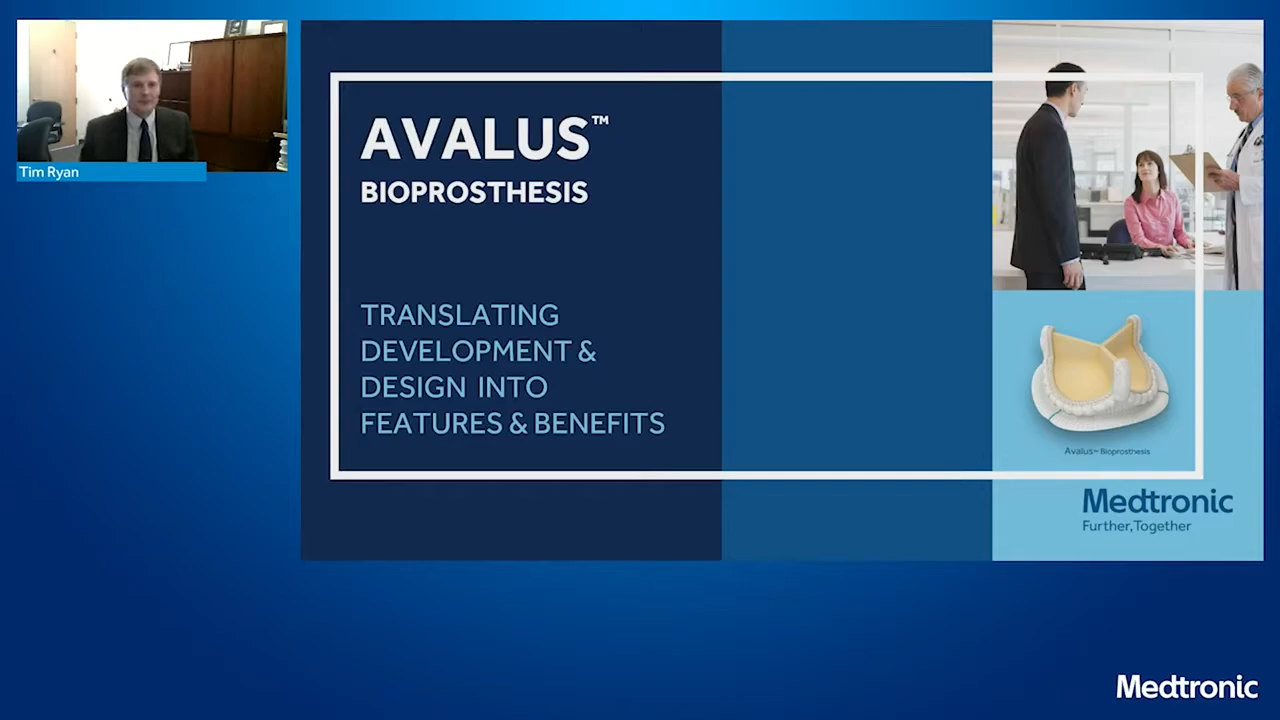 Tim Ryan
AVALUS™
BIOPROSTHESIS
TRANSLATING
DEVELOPMENT &
DESIGN INTO
FEATURES & BENEFITS
Avalus™ Bioprosthesis
Medtronic
Further, Together
Medtronic